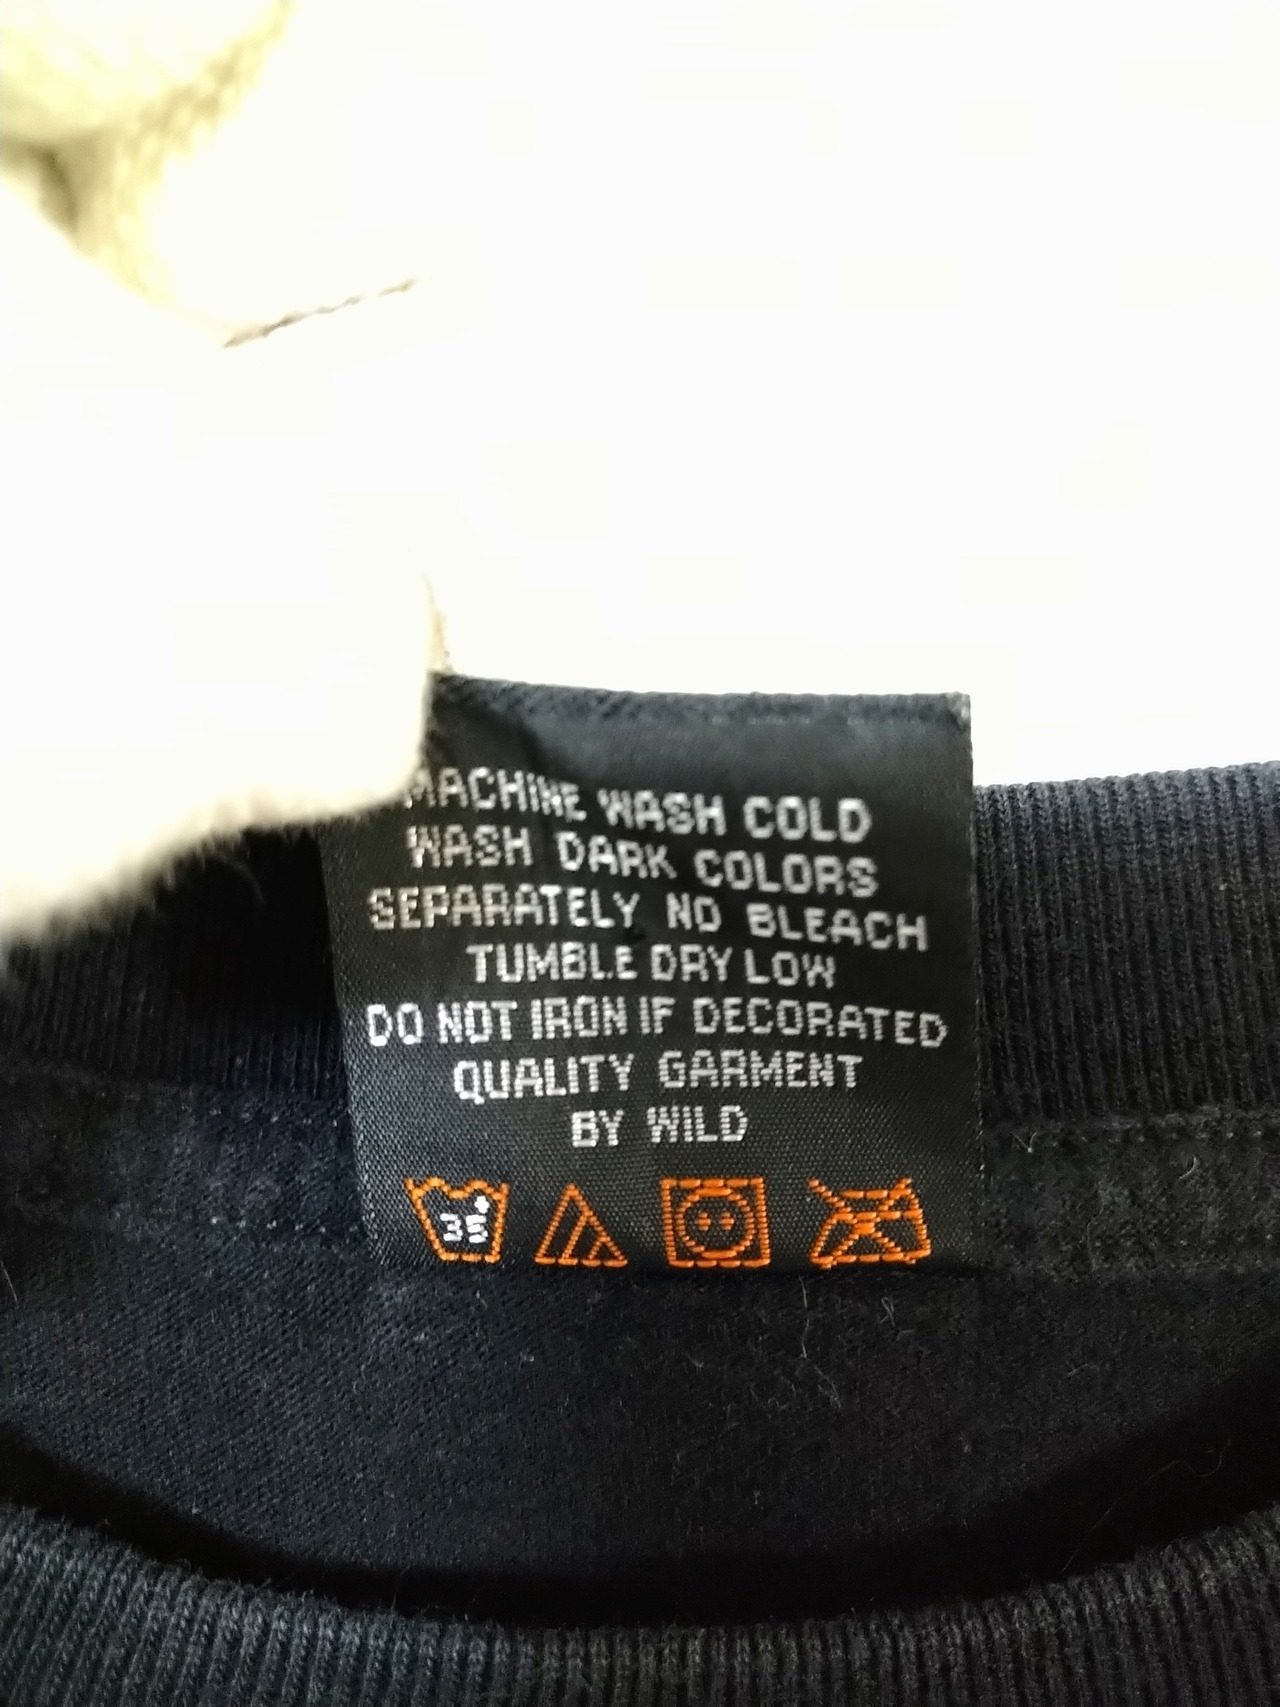 MACHINE WASH COLD
WASH DARK COLORS
SEPARATELY NO BLEACH
TUMBLE DRY LOW
DO NOT IRON IF DECORATED
QUALITY GARMENT
BY WILD
35°